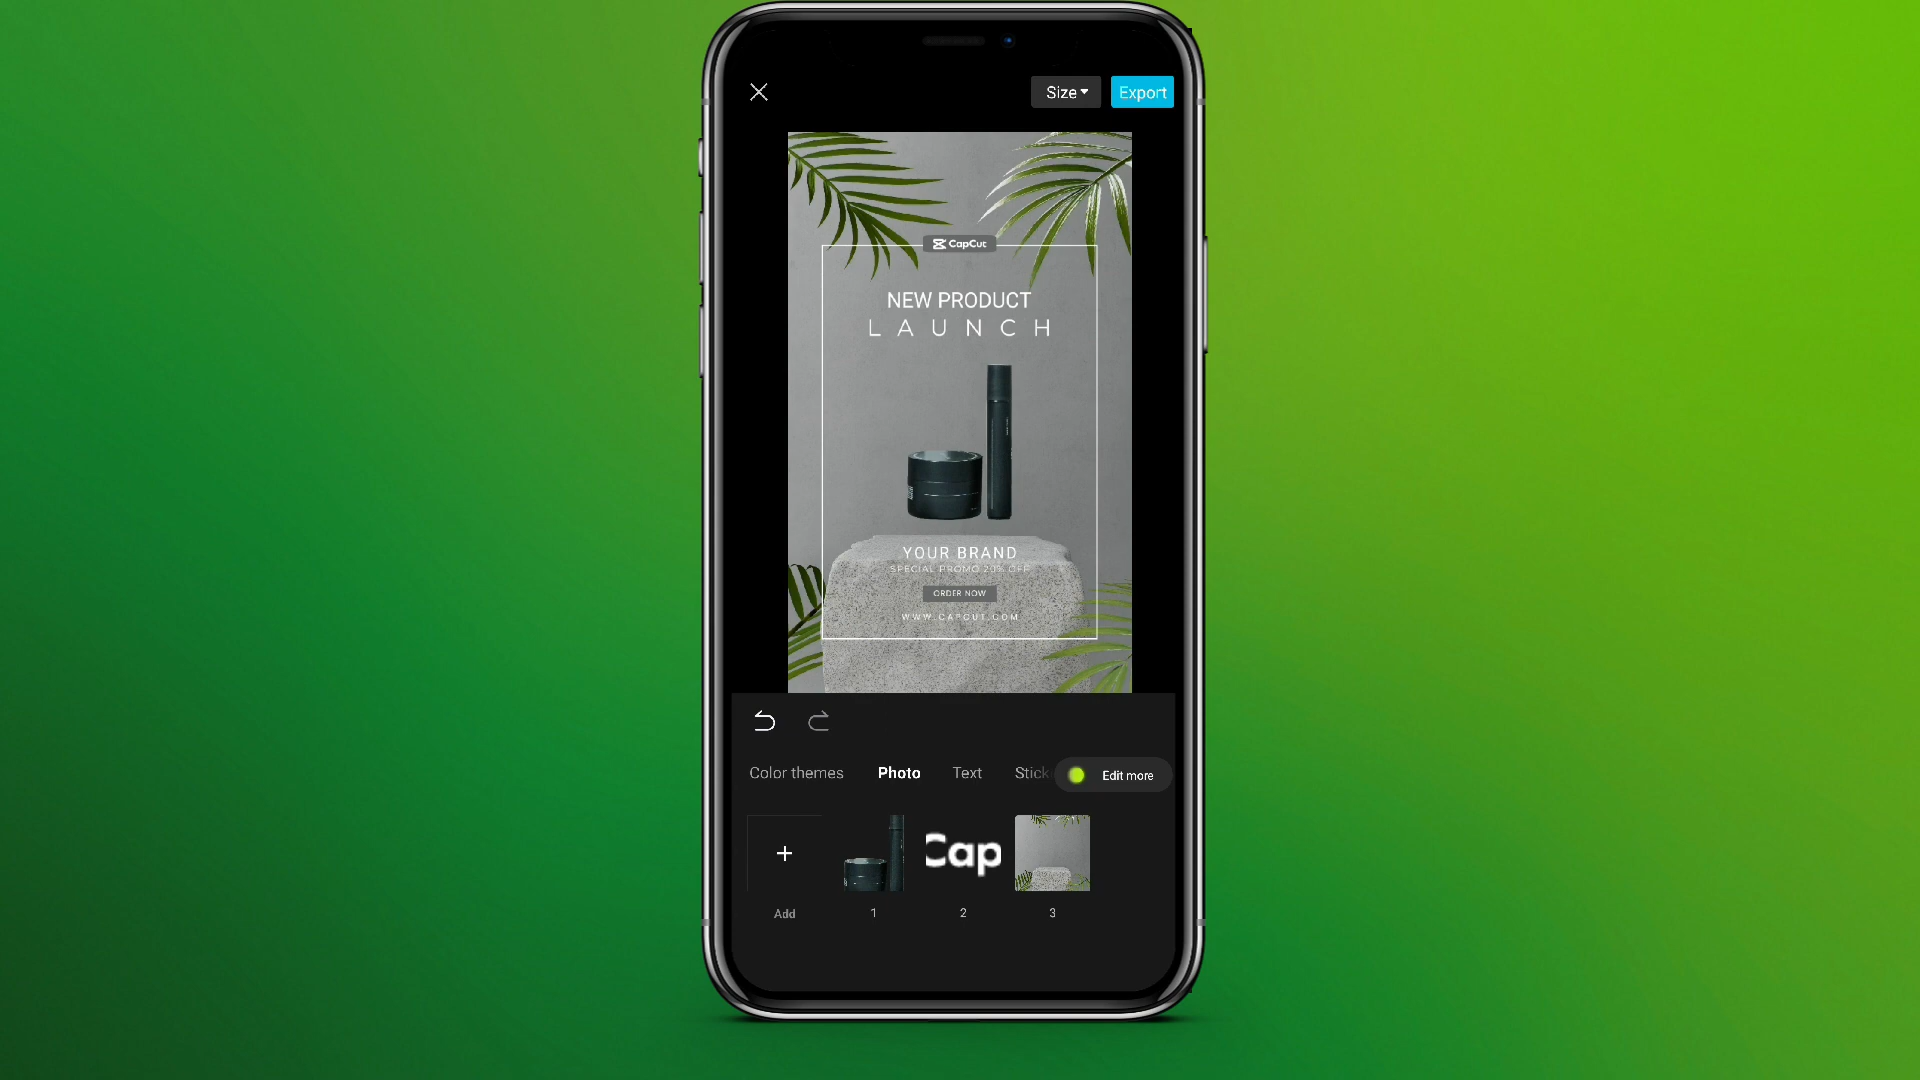 Size
Export
CapCut
NEW PRODUCT
LAUNCH
YOUR BRAND
SPECIAL PROMO 20% OFF
ORDER NOW
WWW.CAPCUT.COM
Color themes
Photo
Text
Stick
Edit more
Cap
Add
1
2
3